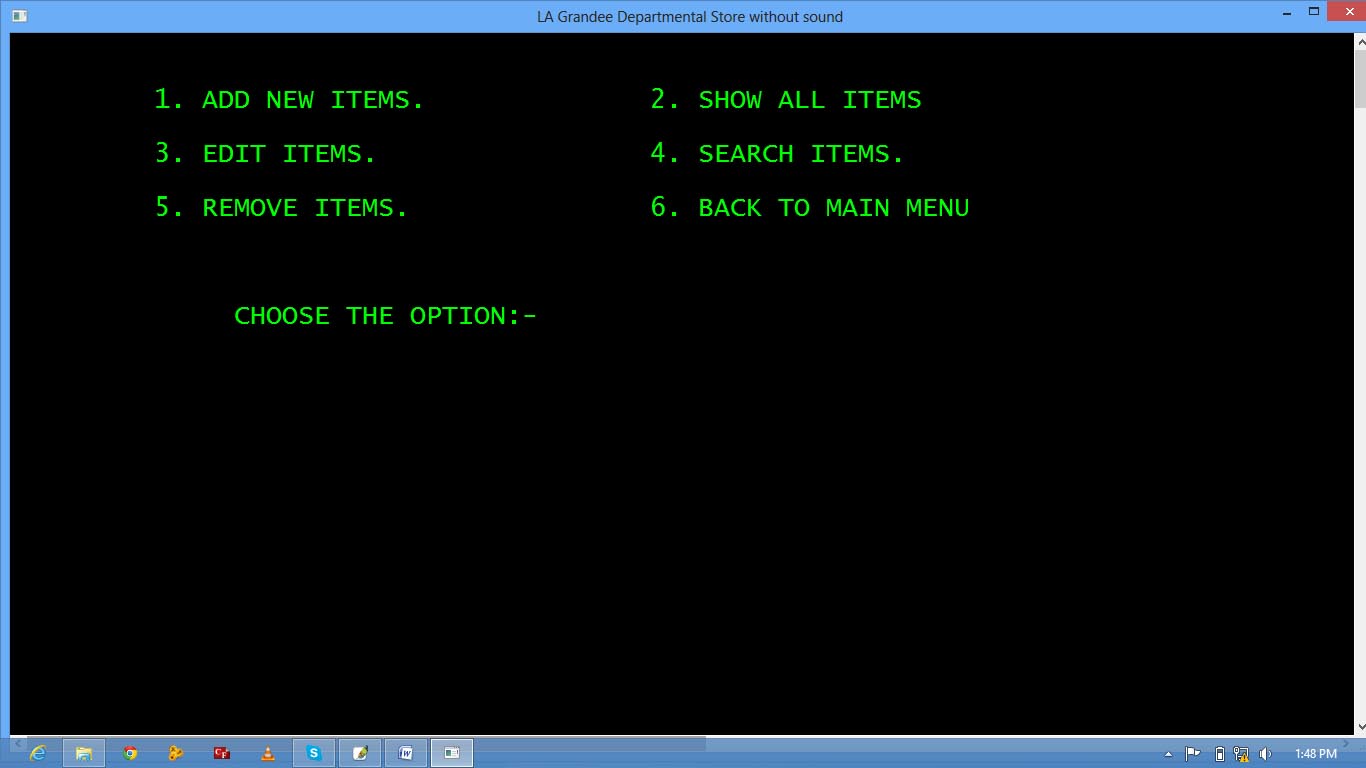 LA Grandee Departmental Store without sound
1. ADD NEW ITEMS. 2. SHOW ALL ITEMS
3. EDIT ITEMS. 4. SEARCH ITEMS.
5. REMOVE ITEMS. 6. BACK TO MAIN MENU
CHOOSE THE OPTION:-
1:48 PM